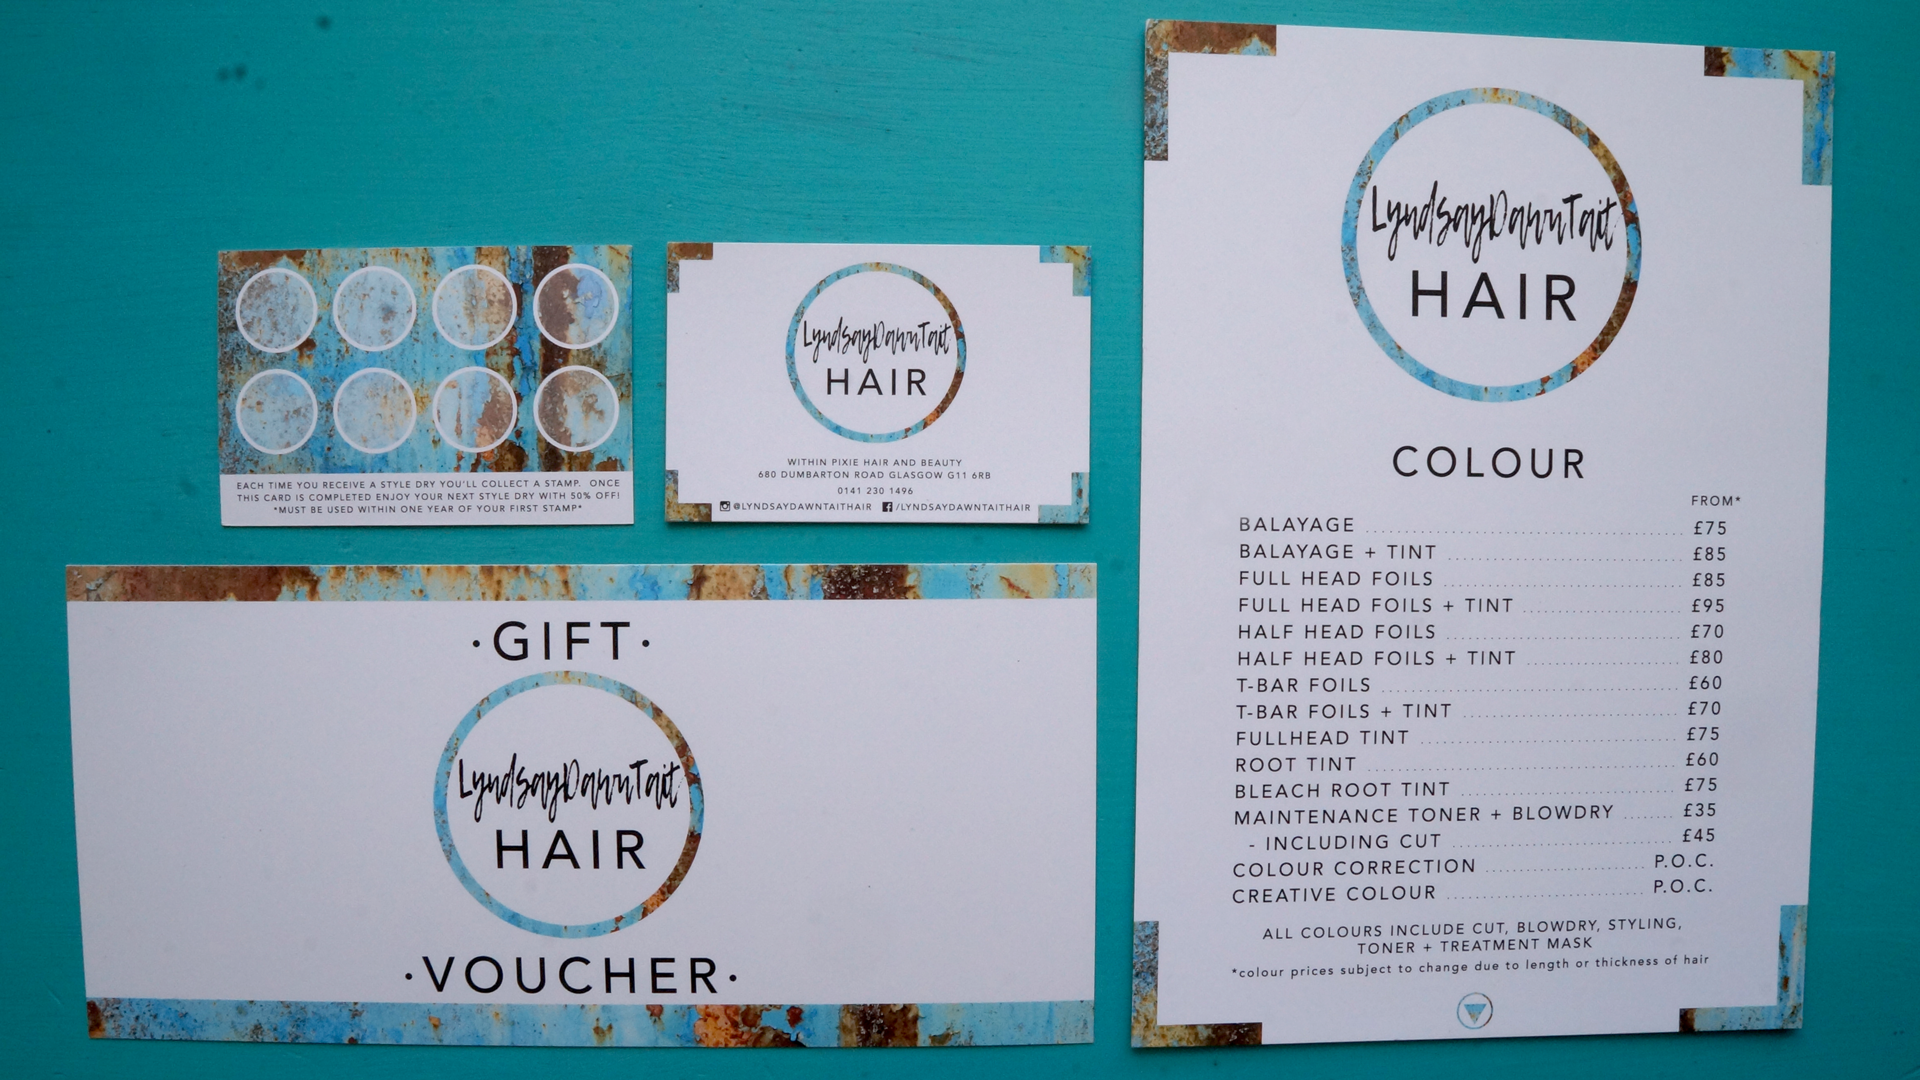 EACH TIME YOU RECEIVE A STYLE DRY YOU'LL COLLECT A STAMP. ONCE
THIS CARD IS COMPLETED ENJOY YOUR NEXT STYLE DRY WITH 50% OFF!
*MUST BE USED WITHIN ONE YEAR OF YOUR FIRST STAMP*
LyndsayDawnTait
HAIR
WITHIN PIXIE HAIR AND BEAUTY
680 DUMBARTON ROAD GLASGOW G11 6RB
0141 230 1496
@LYNDSAYDAWNTAITHAIR /LYNDSAYDAWNTAITHAIR
·GIFT·
LyndsayDawnTait
HAIR
·VOUCHER·
LyndsayDawnTait
HAIR
COLOUR
FROM*
BALAYAGE £75
BALAYAGE + TINT £85
FULL HEAD FOILS £85
FULL HEAD FOILS + TINT £95
HALF HEAD FOILS £70
HALF HEAD FOILS + TINT £80
T-BAR FOILS £60
T-BAR FOILS + TINT £70
FULLHEAD TINT £75
ROOT TINT £60
BLEACH ROOT TINT £75
MAINTENANCE TONER + BLOWDRY £35
- INCLUDING CUT £45
COLOUR CORRECTION P.O.C.
CREATIVE COLOUR P.O.C.
ALL COLOURS INCLUDE CUT, BLOWDRY, STYLING,
TONER + TREATMENT MASK
*colour prices subject to change due to length or thickness of hair